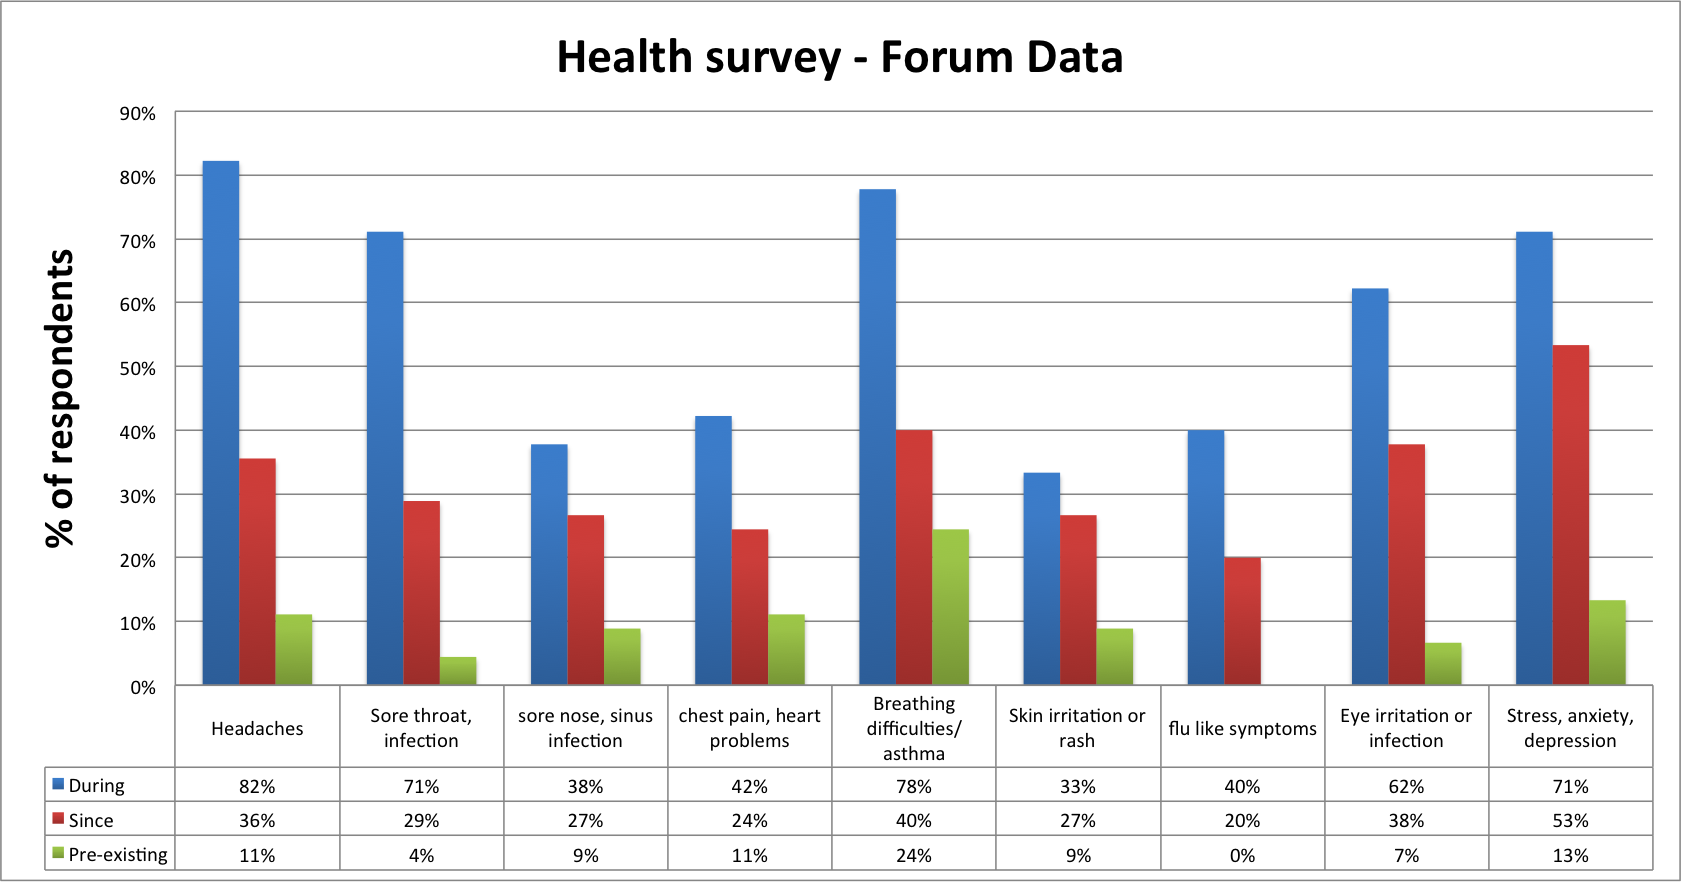 Health survey - Forum Data
% of respondents
90%
80%
70%
60%
50%
40%
30%
20%
10%
0%
Headaches
Sore throat,
infection
sore nose, sinus
infection
chest pain, heart
problems
Breathing
difficulties/
asthma
Skin irritation or
rash
flu like symptoms
Eye irritation or
infection
Stress, anxiety,
depression
During 82% 71% 38% 42% 78% 33% 40% 62% 71%
Since 36% 29% 27% 24% 40% 27% 20% 38% 53%
Pre-existing 11% 4% 9% 11% 24% 9% 0% 7% 13%